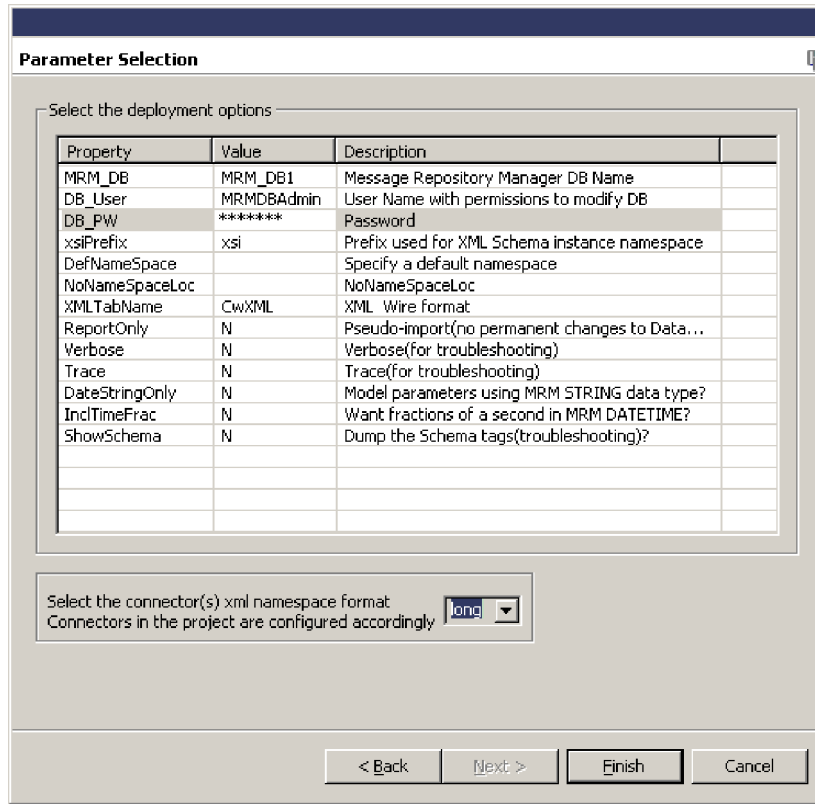 Parameter Selection
Select the deployment options
Property Value Description
MRM_DB MRM_DB1 Message Repository Manager DB Name
DB_User MRMDBAdmin User Name with permissions to modify DB
DB_PW ******* Password
xsiPrefix xsi Prefix used for XML Schema instance namespace
DefNameSpace Specify a default namespace
NoNameSpaceLoc NoNameSpaceLoc
XMLTabName CwXML XML Wire format
ReportOnly N Pseudo-import(no permanent changes to Data...
Verbose N Verbose(for troubleshooting)
Trace N Trace(for troubleshooting)
DateStringOnly N Model parameters using MRM STRING data type?
InclTimeFrac N Want fractions of a second in MRM DATETIME?
ShowSchema N Dump the Schema tags(troubleshooting)?
Select the connector(s) xml namespace format
Connectors in the project are configured accordingly
long
< Back Next > Finish Cancel